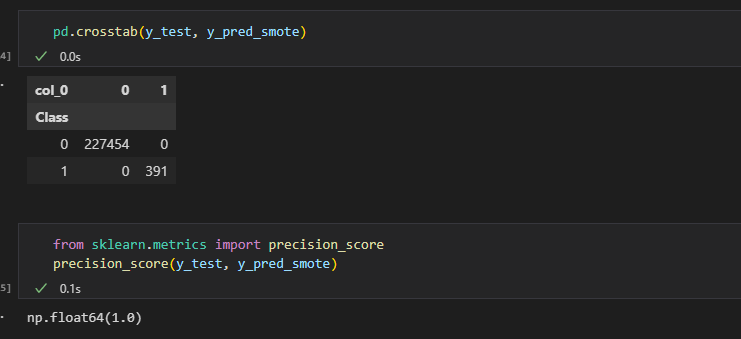 pd.crosstab(y_test, y_pred_smote)
4]
0.0s
col_0 0 1
Class
0 227454 0
1 0 391
from sklearn.metrics import precision_score
precision_score(y_test, y_pred_smote)
5]
0.1s
np.float64(1.0)